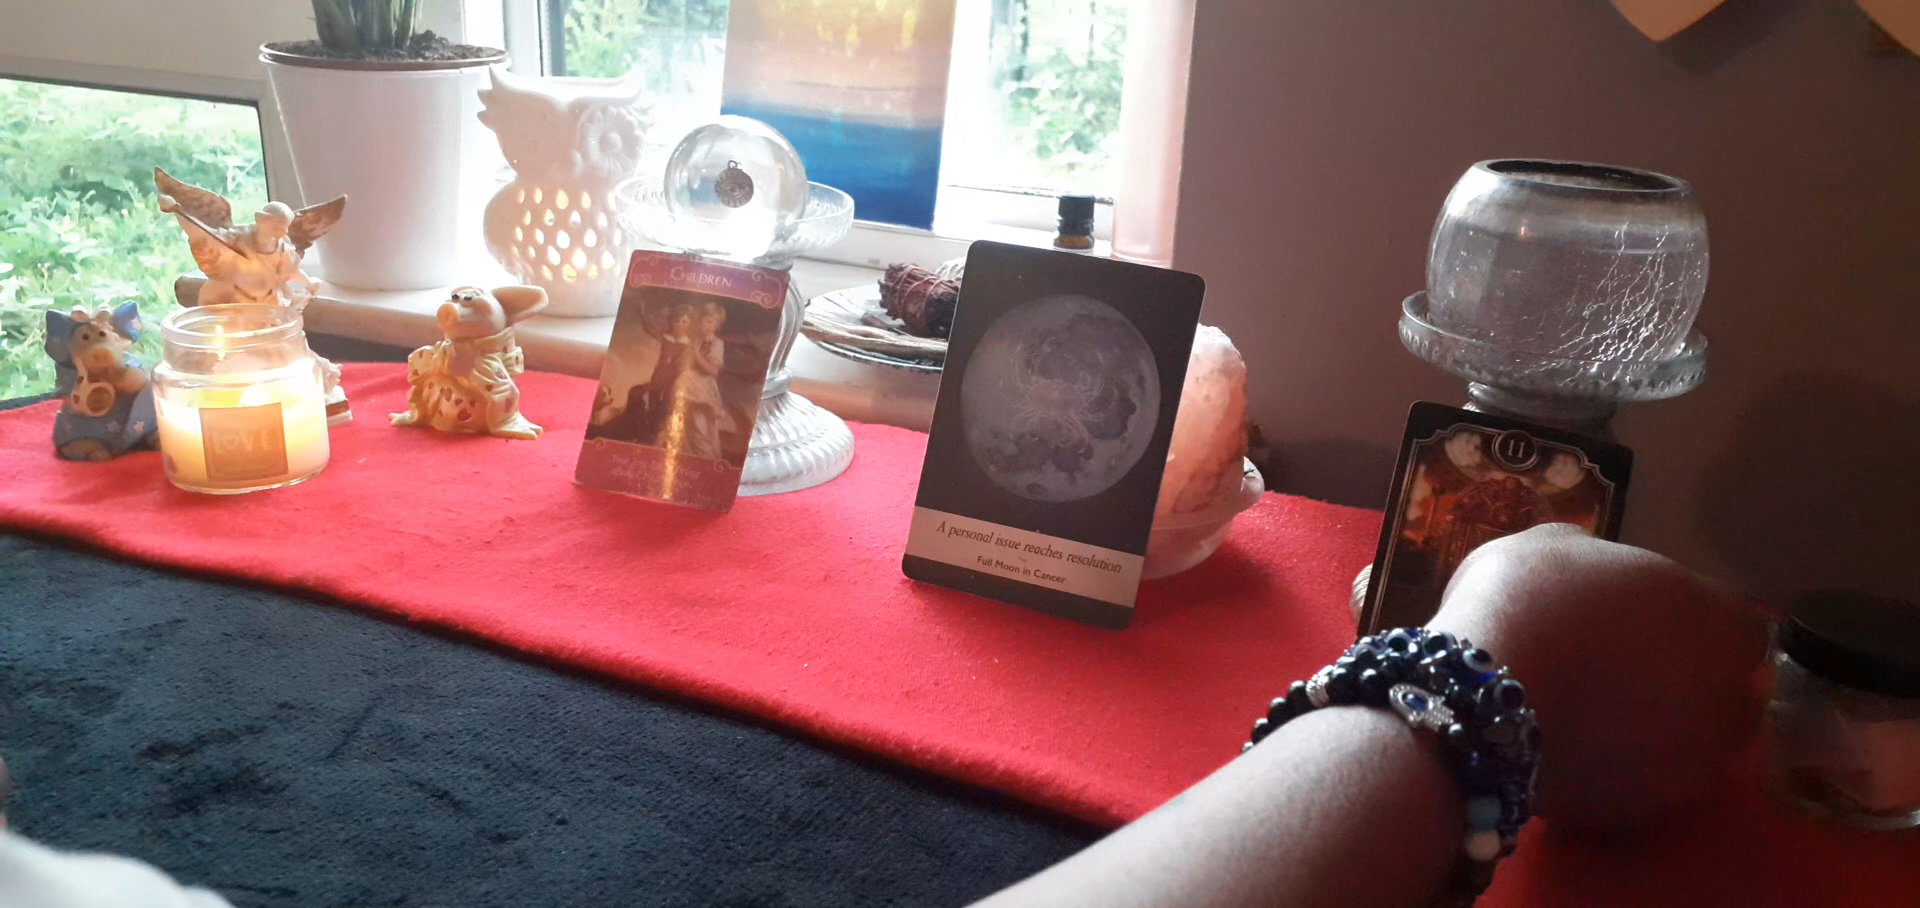 LOVE
CHILDREN
A personal issue reaches resolution
Full Moon in Cancer
11